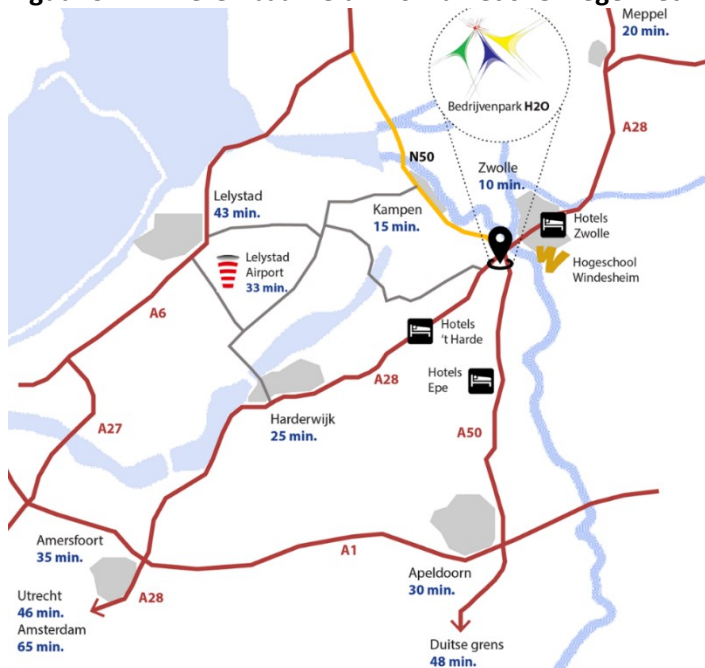 Meppel
20 min.
Bedrijvenpark H2O
A28
N50
Zwolle
10 min.
Lelystad
43 min.
Kampen
15 min.
Hotels
Zwolle
Lelystad
Airport
33 min.
Hogeschool
Windesheim
A6
Hotels
't Harde
A28
Hotels
Epe
Harderwijk
25 min.
A27
A50
Amersfoort
35 min.
A1
Apeldoorn
30 min.
Utrecht
46 min.
A28
Amsterdam
65 min.
Duitse grens
48 min.